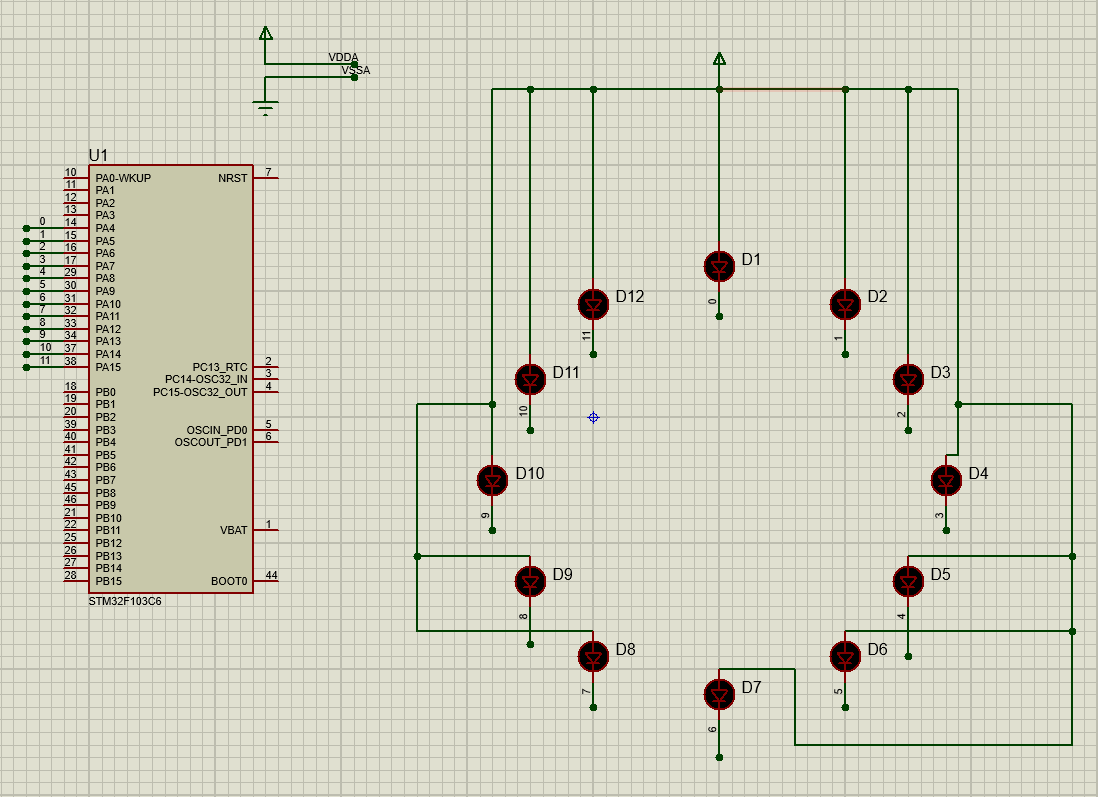 VDDA
VSSA
U1
10 PA0-WKUP NRST 7
11 PA1
12 PA2
13 PA3
0 14 PA4
1 15 PA5
2 16 PA6
3 17 PA7
4 29 PA8
5 30 PA9
6 31 PA10
7 32 PA11
8 33 PA12
9 34 PA13
10 37 PA14
11 38 PA15 PC13_RTC 2
PC14-OSC32_IN 3
18 PB0 PC15-OSC32_OUT 4
19 PB1
20 PB2
39 PB3 OSCIN_PD0 5
40 PB4 OSCOUT_PD1 6
41 PB5
42 PB6
43 PB7
45 PB8
46 PB9
21 PB10
22 PB11 VBAT 1
25 PB12
26 PB13
27 PB14
28 PB15 BOOT0 44
STM32F103C6
D1
0
D12
11
D2
1
D11
10
D3
2
D10
9
D4
3
D9
8
D5
4
D8
7
D6
5
D7
6